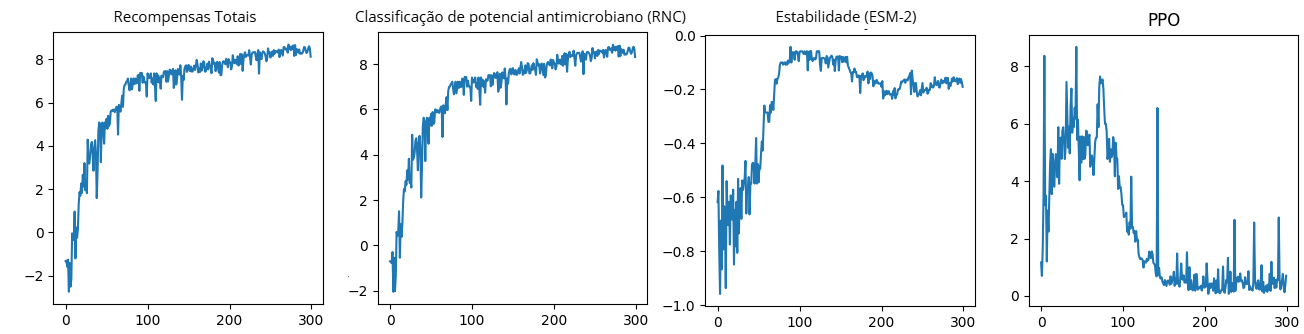 Recompensas Totais
8
6
4
2
0
−2
0 100 200 300
Classificação de potencial antimicrobiano (RNC)
8
6
4
2
0
−2
0 100 200 300
Estabilidade (ESM-2)
0.0
−0.2
−0.4
−0.6
−0.8
−1.0
0 100 200 300
PPO
8
6
4
2
0
0 100 200 300